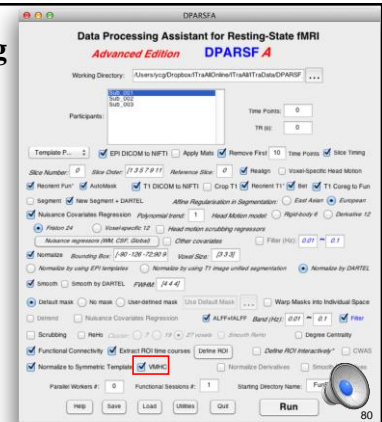 g
DPARSFA
Data Processing Assistant for Resting-State fMRI
Advanced Edition DPARSF A
Working Directory: /Users/ycg/Dropbox/ITraAllOnline/ITraAll/ITraData/DPARSF ...
Participants:
Sub_001
Sub_002
Sub_003
Time Points: 0
TR (s): 0
Template P... EPI DICOM to NIFTI Apply Mats Remove First 10 Time Points Slice Timing
Slice Number: 0 Slice Order: [1 3 5 7 9 11 Reference Slice: 0 Realign Voxel-Specific Head Motion
Reorient Fun* AutoMask T1 DICOM to NIFTI Crop T1 Reorient T1* Bet T1 Coreg to Fun
Segment New Segment + DARTEL Affine Regularisation in Segmentation: East Asian European
Nuisance Covariates Regression Polynomial trend: 1 Head Motion model: Rigid-body 6 Derivative 12
Friston 24 Voxel-specific 12 Head motion scrubbing regressors
Nuisance regressors (WM, CSF, Global) Other covariates Filter (Hz): 0.01 ~ 0.1
Normalize Bounding Box: [-90 -126 -72;90 9 Voxel Size: [3 3 3]
Normalize by using EPI templates Normalize by using T1 image unified segmentation Normalize by DARTEL
Smooth Smooth by DARTEL FWHM: [4 4 4]
Default mask No mask User-defined mask Use Default Mask ... Warp Masks into Individual Space
Detrend Nuisance Covariates Regression ALFF+fALFF Band (Hz): 0.01 ~ 0.1 Filter
Scrubbing ReHo Cluster: 7 19 27 voxels Smooth ReHo Degree Centrality
Functional Connectivity Extract ROI time courses Define ROI Define ROI Interactively* CWAS
Normalize to Symmetric Template VMHC Normalize Derivatives Smooth
Parallel Workers #: 0 Functional Sessions #: 1 Starting Directory Name:
Help Save Load Utilities Quit Run
80